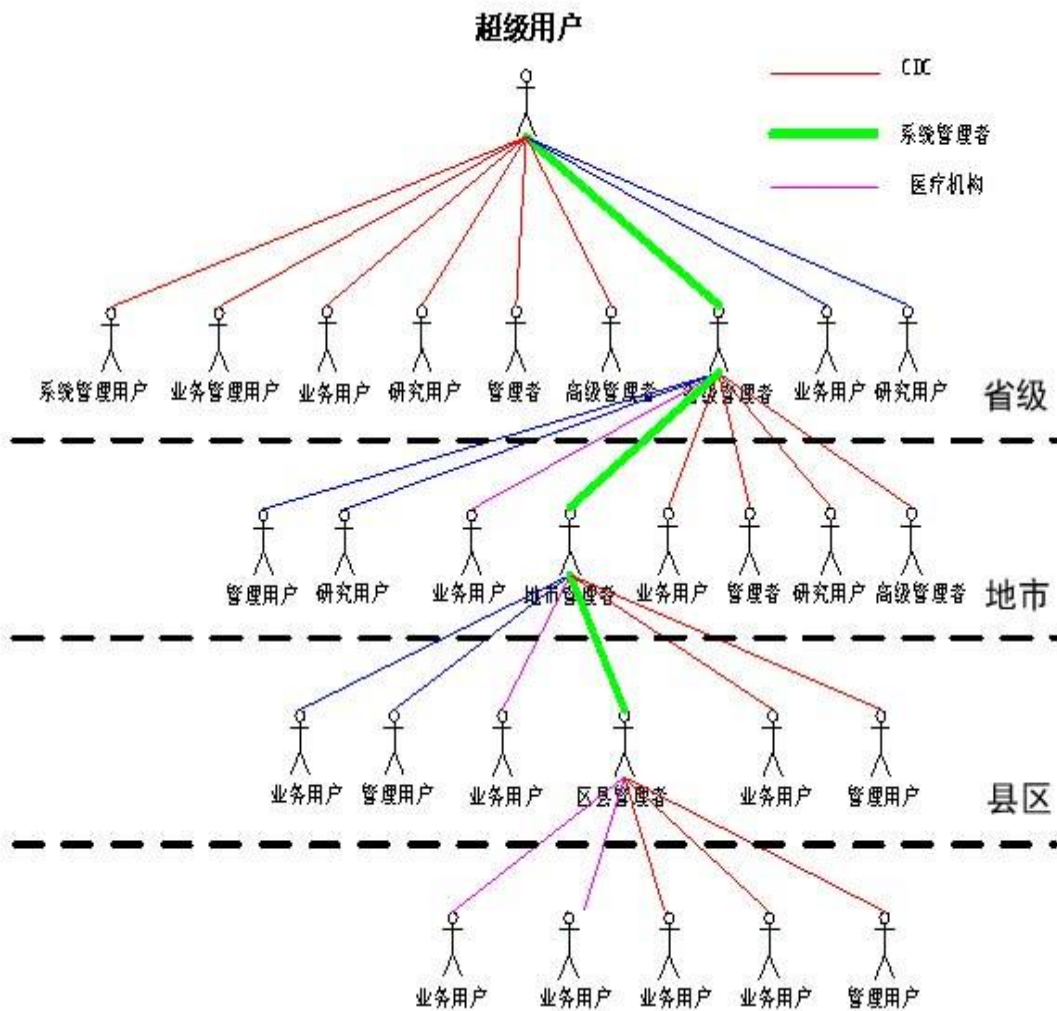 超级用户
CDC
系统管理者
医疗机构
系统管理用户 业务管理用户 业务用户 研究用户 管理者 高级管理者 省级管理者 业务用户 研究用户
省级
管理用户 研究用户 业务用户 地市管理者 业务用户 管理者 研究用户 高级管理者
地市
业务用户 管理用户 业务用户 区县管理者 业务用户 管理用户
县区
业务用户 业务用户 业务用户 业务用户 管理用户